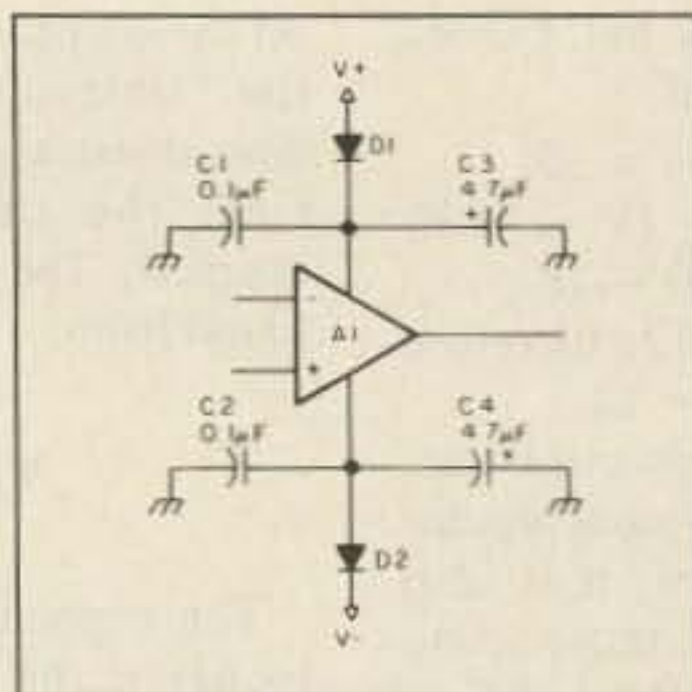 V+
D1
C1
0.1µF
C3
4.7µF
+
-
A1
+
C2
0.1µF
C4
4.7µF
+
D2
V-